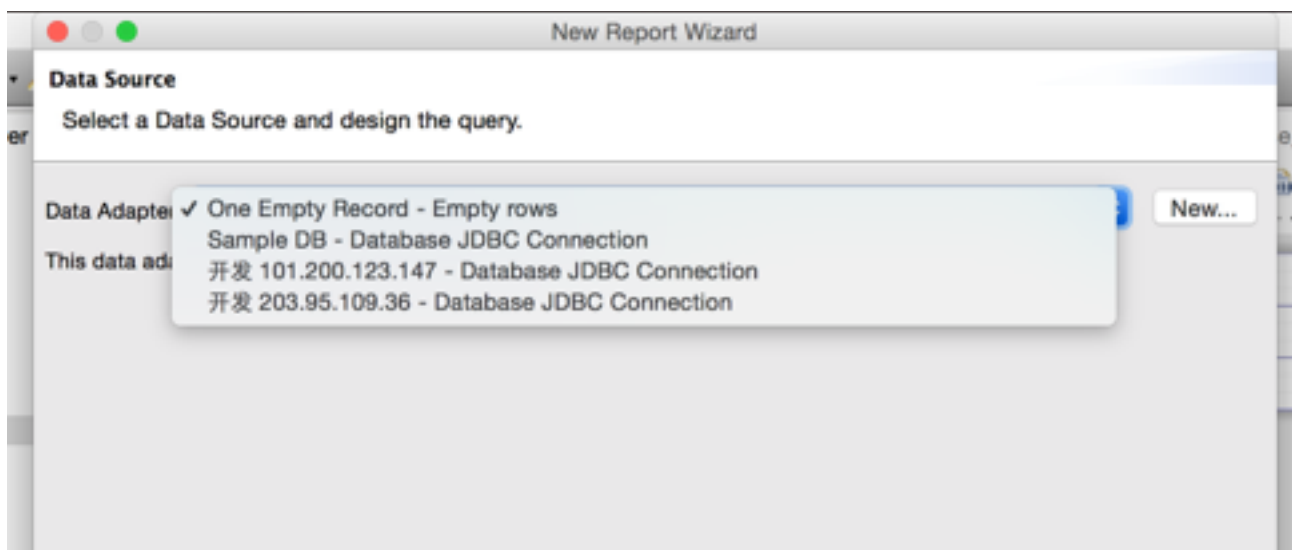 New Report Wizard
Data Source
Select a Data Source and design the query.
er
Data Adapter
✓ One Empty Record - Empty rows
New...
Sample DB - Database JDBC Connection
This data ada
开发 101.200.123.147 - Database JDBC Connection
开发 203.95.109.36 - Database JDBC Connection